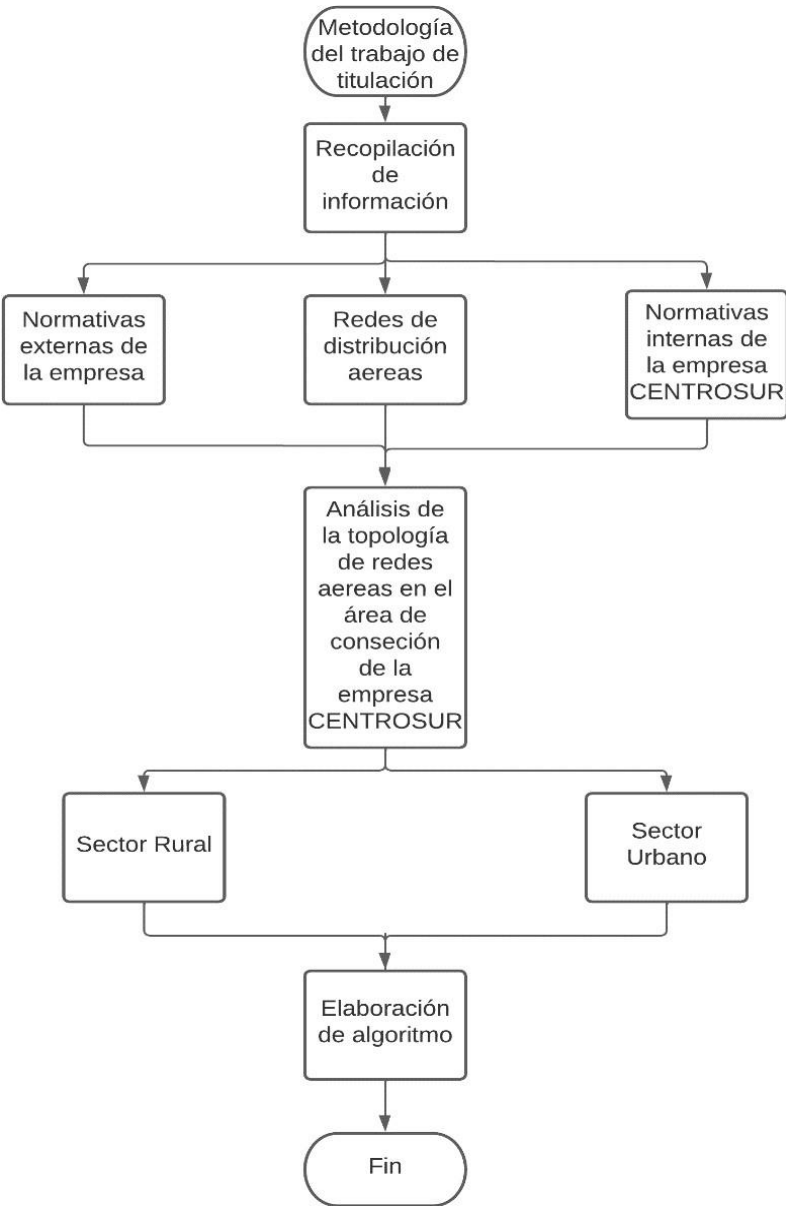 Metodología
del trabajo de
titulación
Recopilación
de
información
Normativas
externas de
la empresa
Redes de
distribución
aereas
Normativas
internas de
la empresa
CENTROSUR
Análisis de
la topología
de redes
aereas en el
área de
conseción
de la
empresa
CENTROSUR
Sector Rural
Sector
Urbano
Elaboración
de algoritmo
Fin